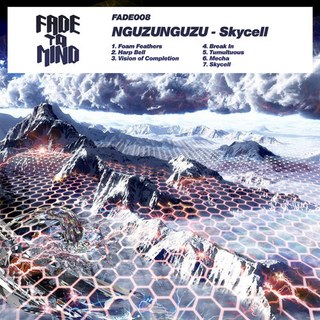 FADE
TO
MIND
FADE008
NGUZUNGUZU - Skycell
1. Foam Feathers
2. Harp Bell
3. Vision of Completion
4. Break In
5. Tumultuous
6. Mecha
7. Skycell